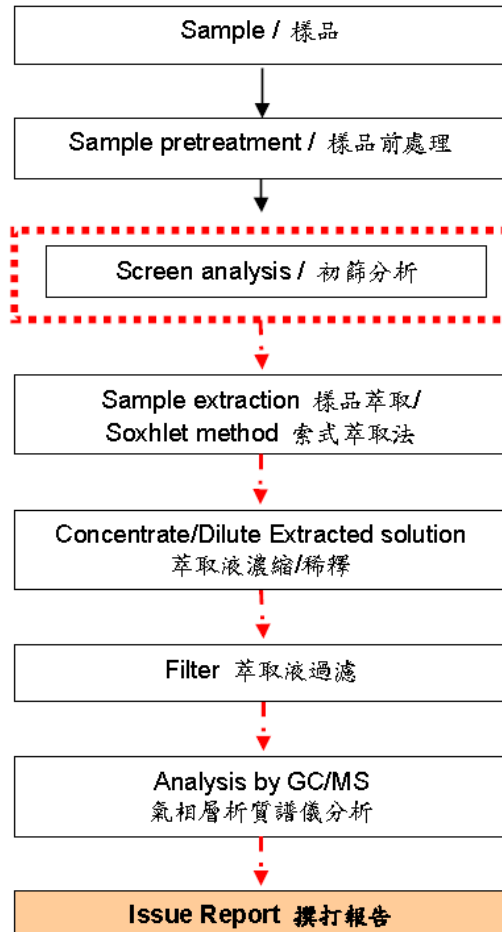 Sample / 樣品
Sample pretreatment / 樣品前處理
Screen analysis / 初篩分析
Sample extraction 樣品萃取/
Soxhlet method 索式萃取法
Concentrate/Dilute Extracted solution
萃取液濃縮/稀釋
Filter 萃取液過濾
Analysis by GC/MS
氣相層析質譜儀分析
Issue Report 撰打報告